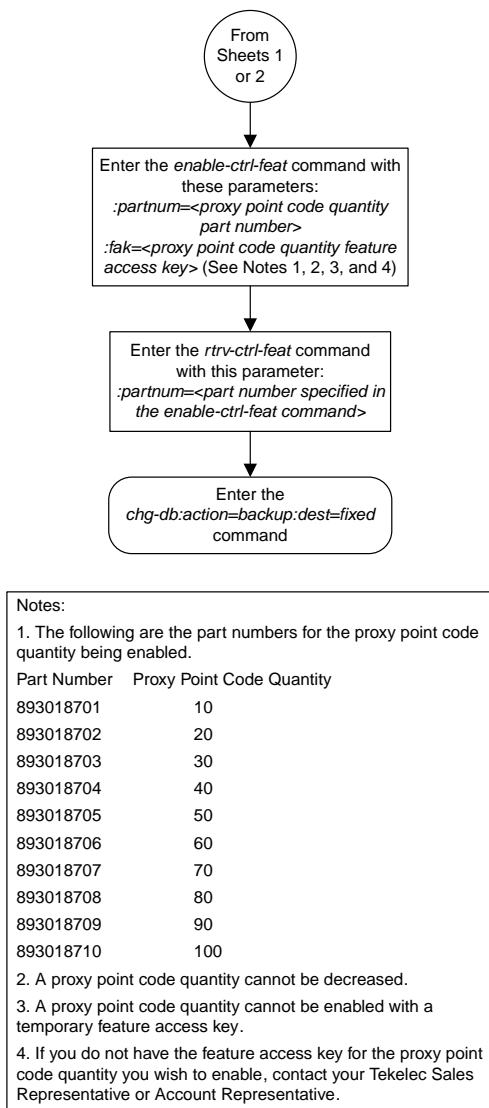 From
Sheets 1
or 2
Enter the enable-ctrl-feat command with
these parameters:
:partnum=<proxy point code quantity
part number>
:fak=<proxy point code quantity feature
access key> (See Notes 1, 2, 3, and 4)
Enter the rtrv-ctrl-feat command
with this parameter:
:partnum=<part number specified in
the enable-ctrl-feat command>
Enter the
chg-db:action=backup:dest=fixed
command
Notes:
1. The following are the part numbers for the proxy point code
quantity being enabled.
Part Number Proxy Point Code Quantity
893018701 10
893018702 20
893018703 30
893018704 40
893018705 50
893018706 60
893018707 70
893018708 80
893018709 90
893018710 100
2. A proxy point code quantity cannot be decreased.
3. A proxy point code quantity cannot be enabled with a
temporary feature access key.
4. If you do not have the feature access key for the proxy point
code quantity you wish to enable, contact your Tekelec Sales
Representative or Account Representative.